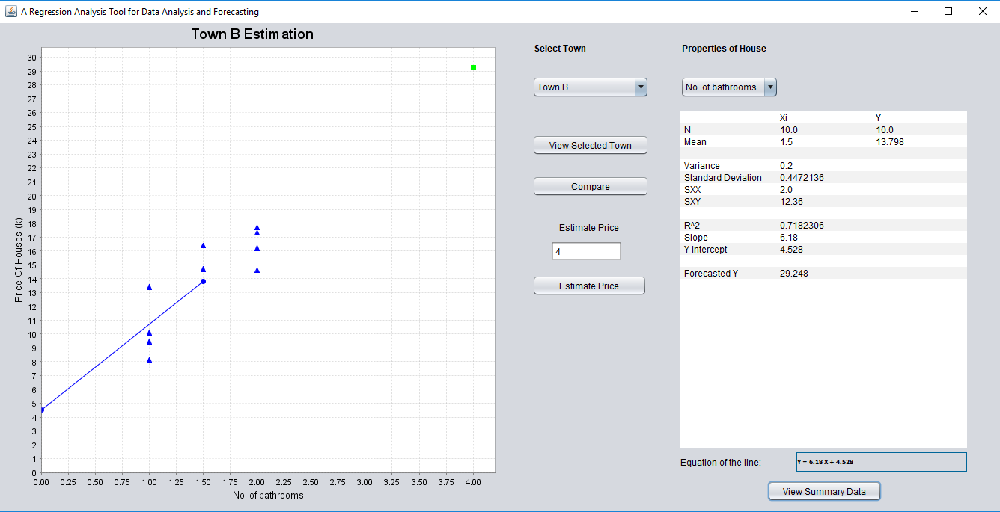 A Regression Analysis Tool for Data Analysis and Forecasting
Town B Estimation
30
29
28
27
26
25
24
23
22
21
20
19
18
17
16
15
14
13
12
11
10
9
8
7
6
5
4
3
2
1
0
Price Of Houses (k)
0.00 0.25 0.50 0.75 1.00 1.25 1.50 1.75 2.00 2.25 2.50 2.75 3.00 3.25 3.50 3.75 4.00
No. of bathrooms
Select Town
Town B
View Selected Town
Compare
Estimate Price
4
Estimate Price
Properties of House
No. of bathrooms
Xi Y
N 10.0 10.0
Mean 1.5 13.798
Variance 0.2
Standard Deviation 0.4472136
SXX 2.0
SXY 12.36
R^2 0.7182306
Slope 6.18
Y Intercept 4.528
Forecasted Y 29.248
Equation of the line: Y = 6.18 X + 4.528
View Summary Data